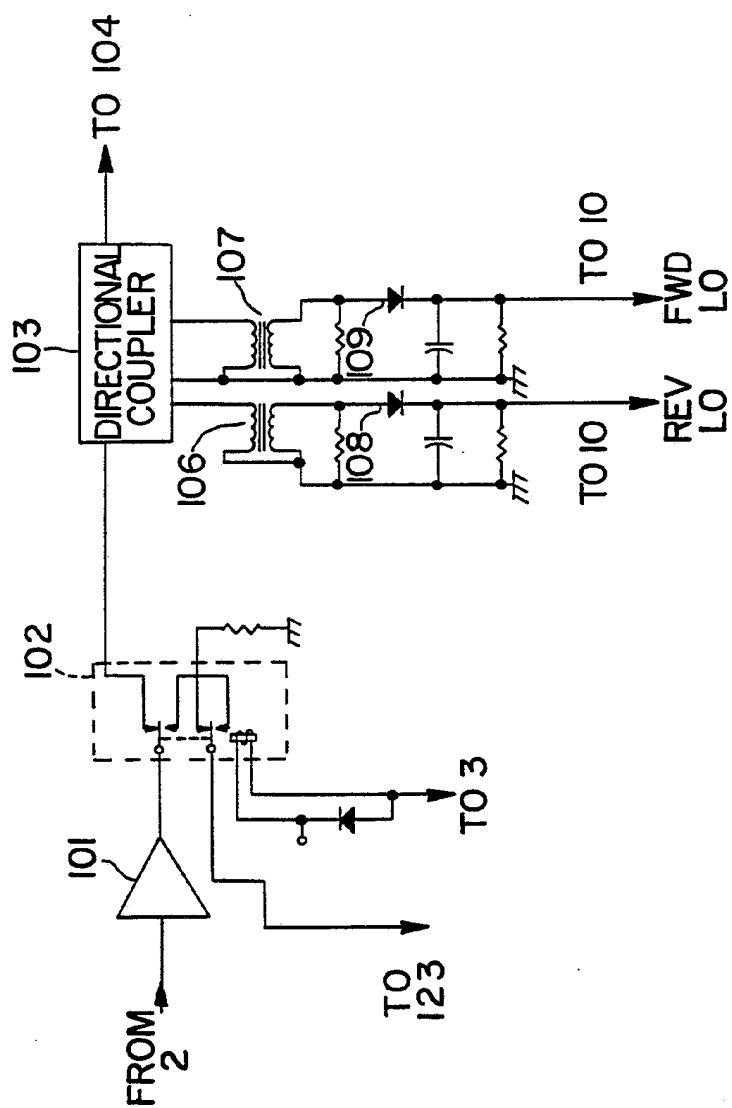 FROM
2
101
TO
123
102
TO 3
103
DIRECTIONAL
COUPLER
TO 104
106
107
108
109
TO 10
REV
LO
TO 10
FWD
LO